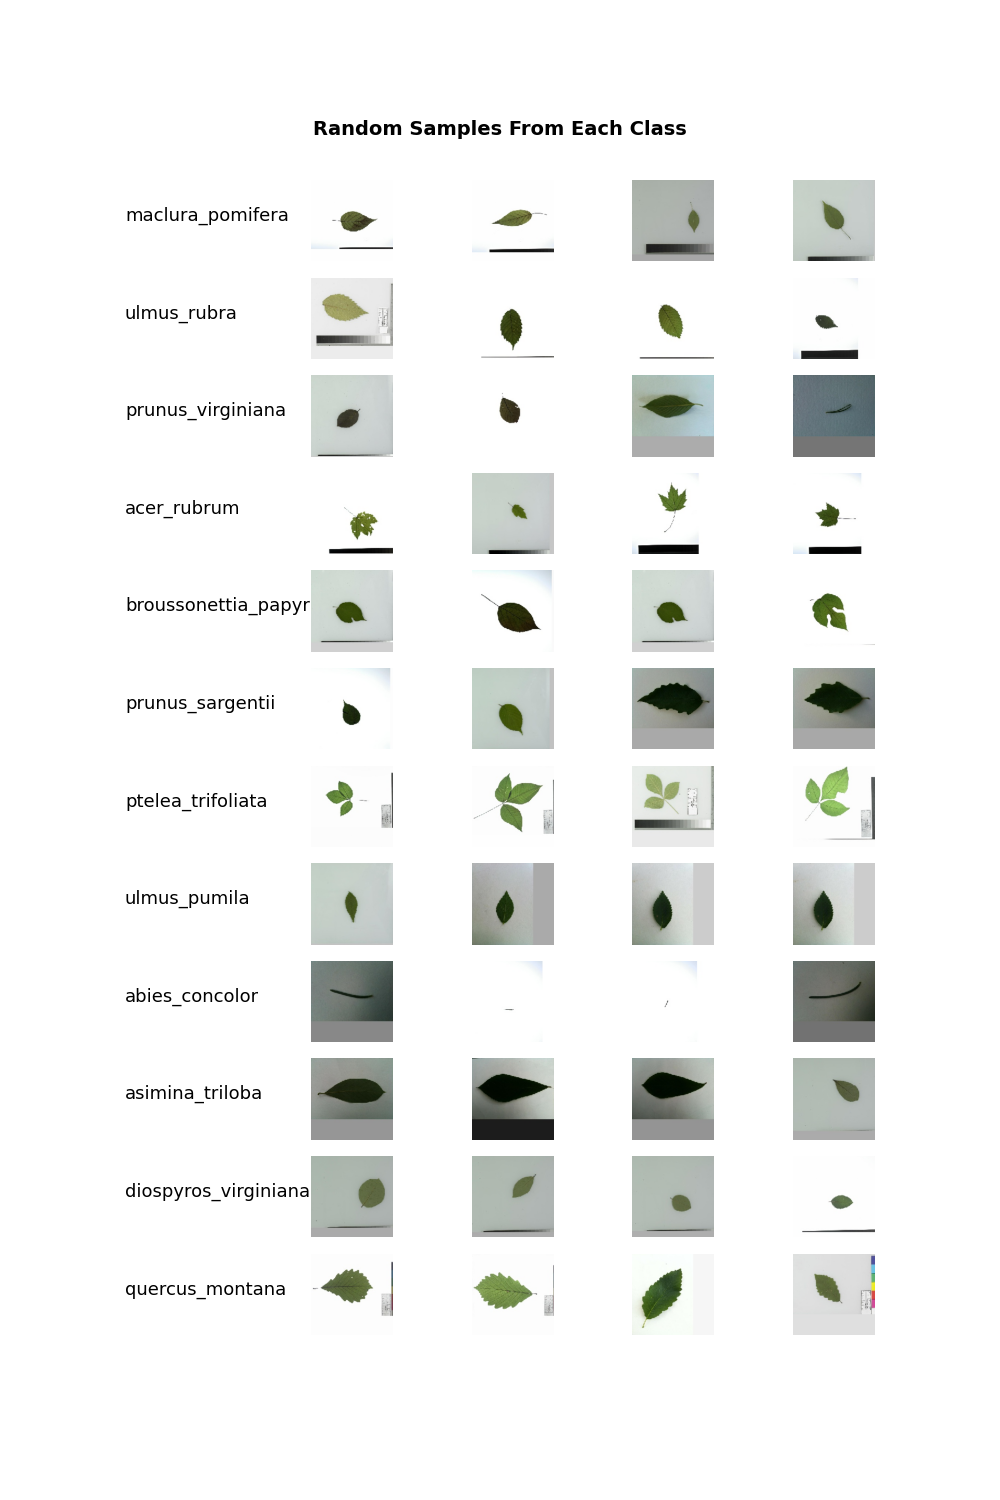 Random Samples From Each Class
maclura_pomifera
ulmus_rubra
prunus_virginiana
acer_rubrum
broussonettia_papyr
prunus_sargentii
ptelea_trifoliata
ulmus_pumila
abies_concolor
asimina_triloba
diospyros_virginiana
quercus_montana